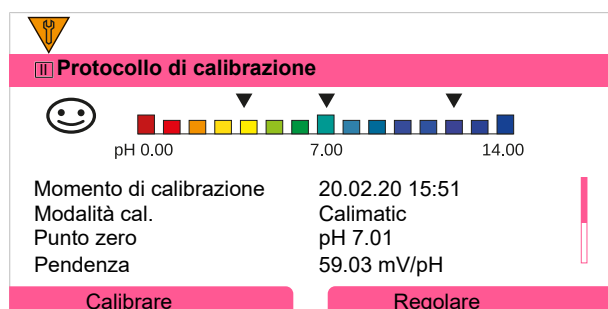 II Protocollo di calibrazione
pH 0.00 7.00 14.00
Momento di calibrazione 20.02.20 15:51
Modalità cal. Calimatic
Punto zero pH 7.01
Pendenza 59.03 mV/pH
Calibrare Regolare